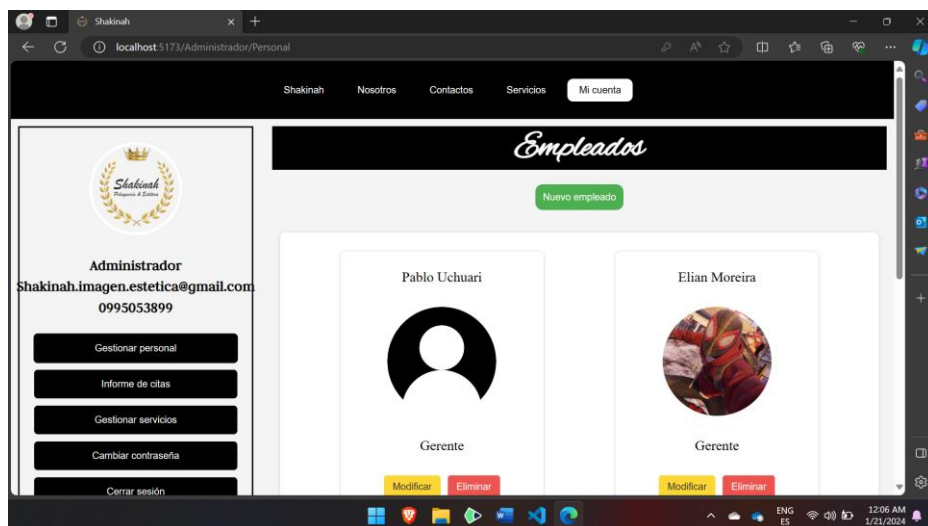 Shakinah
localhost:5173/Administrador/Personal
Shakinah Nosotros Contactos Servicios Mi cuenta
Shakinah
Peluquería & Estética
Administrador
Shakinah.imagen.estetica@gmail.com
0995053899
Gestionar personal
Informe de citas
Gestionar servicios
Cambiar contraseña
Cerrar sesión
Empleados
Nuevo empleado
Pablo Uchuari
Gerente
Modificar Eliminar
Elian Moreira
Gerente
Modificar Eliminar
ENG
ES
12:06 AM
1/21/2024